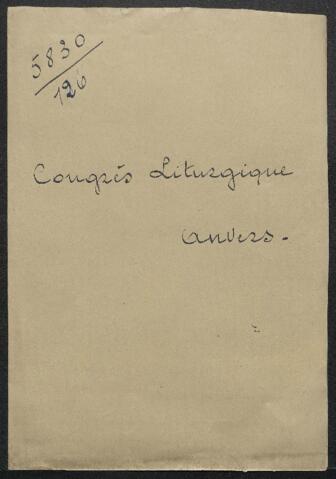 5830
126
Congrès Liturgique
Anvers.